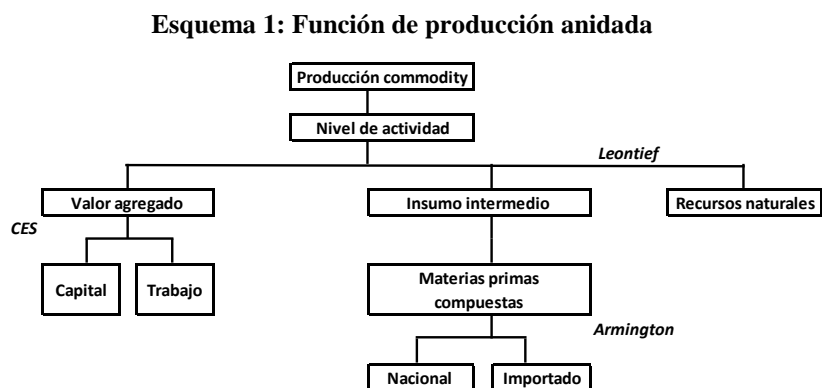 Esquema 1: Función de producción anidada
Producción commodity
Nivel de actividad
Leontief
Valor agregado
Insumo intermedio
Recursos naturales
CES
Capital
Trabajo
Materias primas
compuestas
Armington
Nacional
Importado